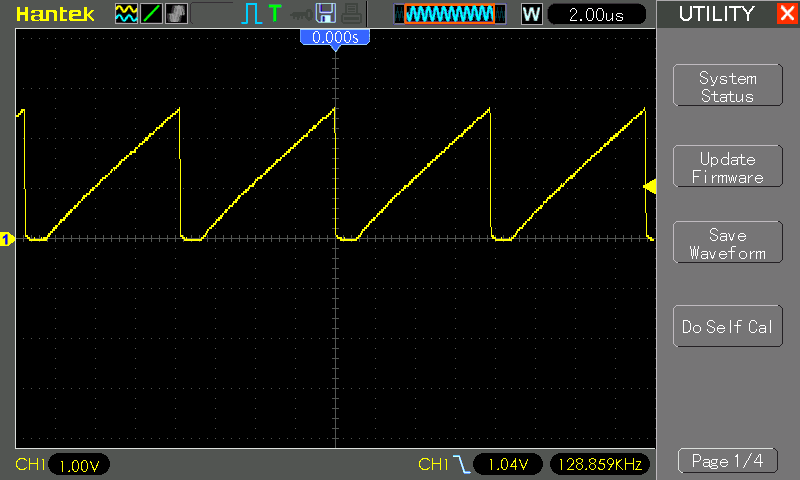 Hantek
T
W
2.00us
UTILITY
X
0.000s
System
Status
Update
Firmware
Save
Waveform
Do Self Cal
1
CH1 1.00V
CH1 1.04V 128.859KHz
Page 1/4